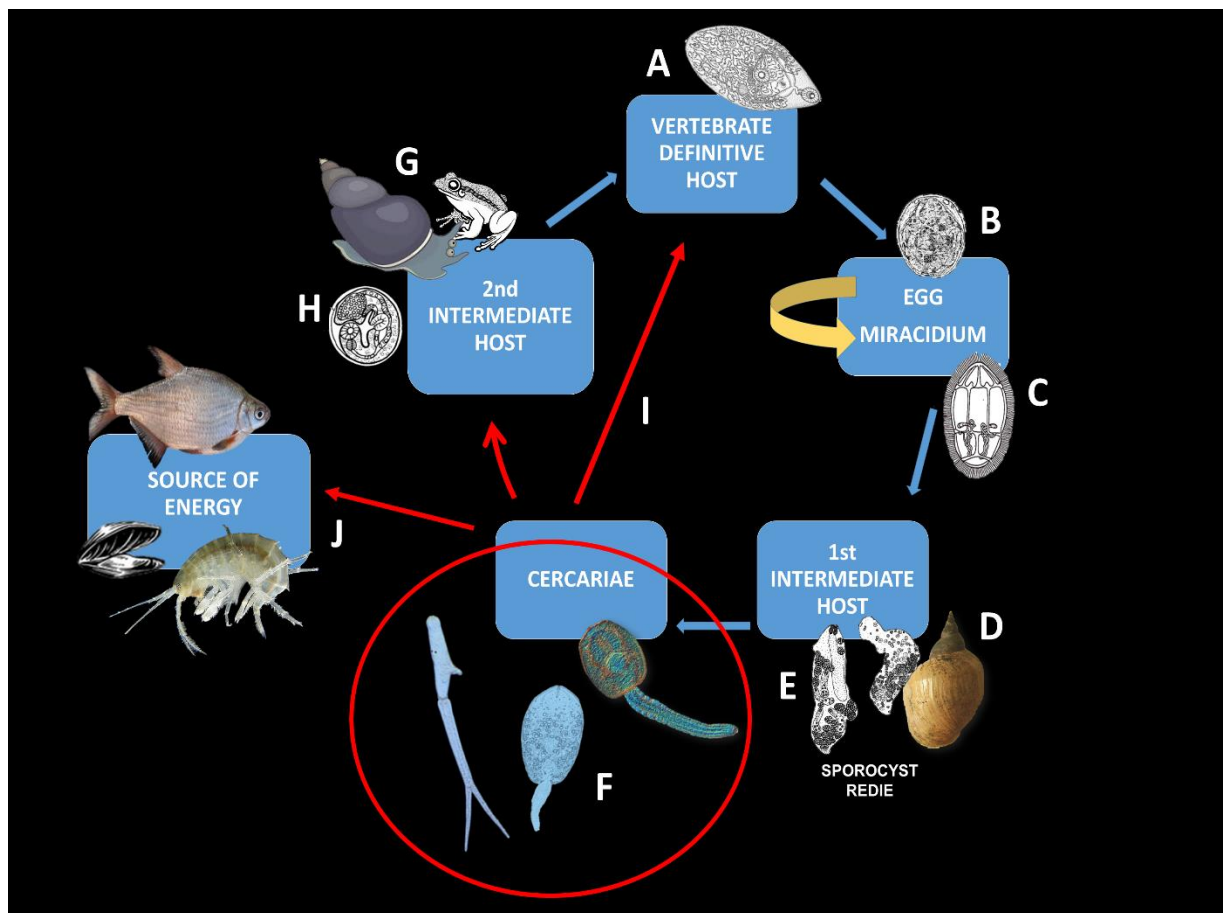 A
VERTEBRATE
DEFINITIVE
HOST
B
EGG
MIRACIDIUM
C
1st
INTERMEDIATE
HOST
D
E
SPOROCYST
REDIE
CERCARIAE
F
G
2nd
INTERMEDIATE
HOST
H
I
SOURCE OF
ENERGY
J